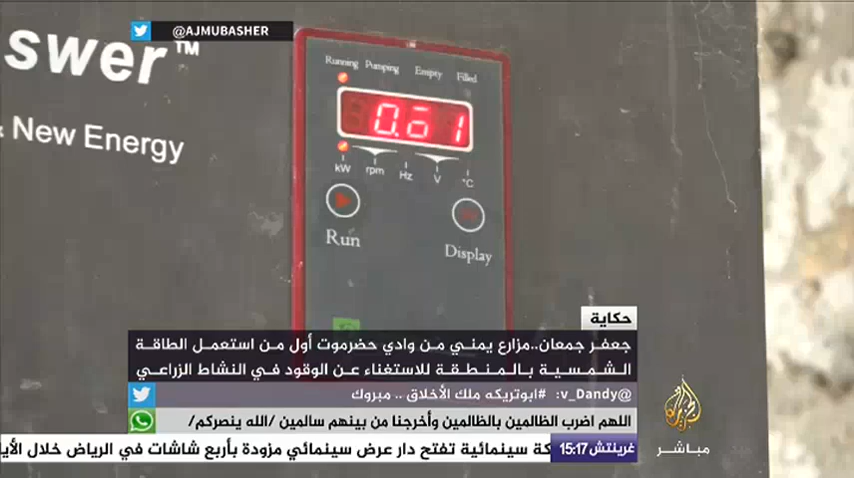 @AJMUBASHER
swer™
& New Energy
Running Pumping Empty Filled
kW rpm Hz V °C
Run
Display
حكاية
جعفر جمعان..مزارع يمني من وادي حضرموت أول من استعمل الطاقة
الشمسية بالمنطقة للاستغناء عن الوقود في النشاط الزراعي
@v_Dandy: #ابوتريكه ملك الأخلاق .. مبروك
اللهم اضرب الظالمين بالظالمين وأخرجنا من بينهم سالمين /الله ينصركم/
غرينتش 15:17
كة سينمائية تفتح دار عرض سينمائي مزودة بأربع شاشات في الرياض خلال الأيا
الجزيرة
مباشر